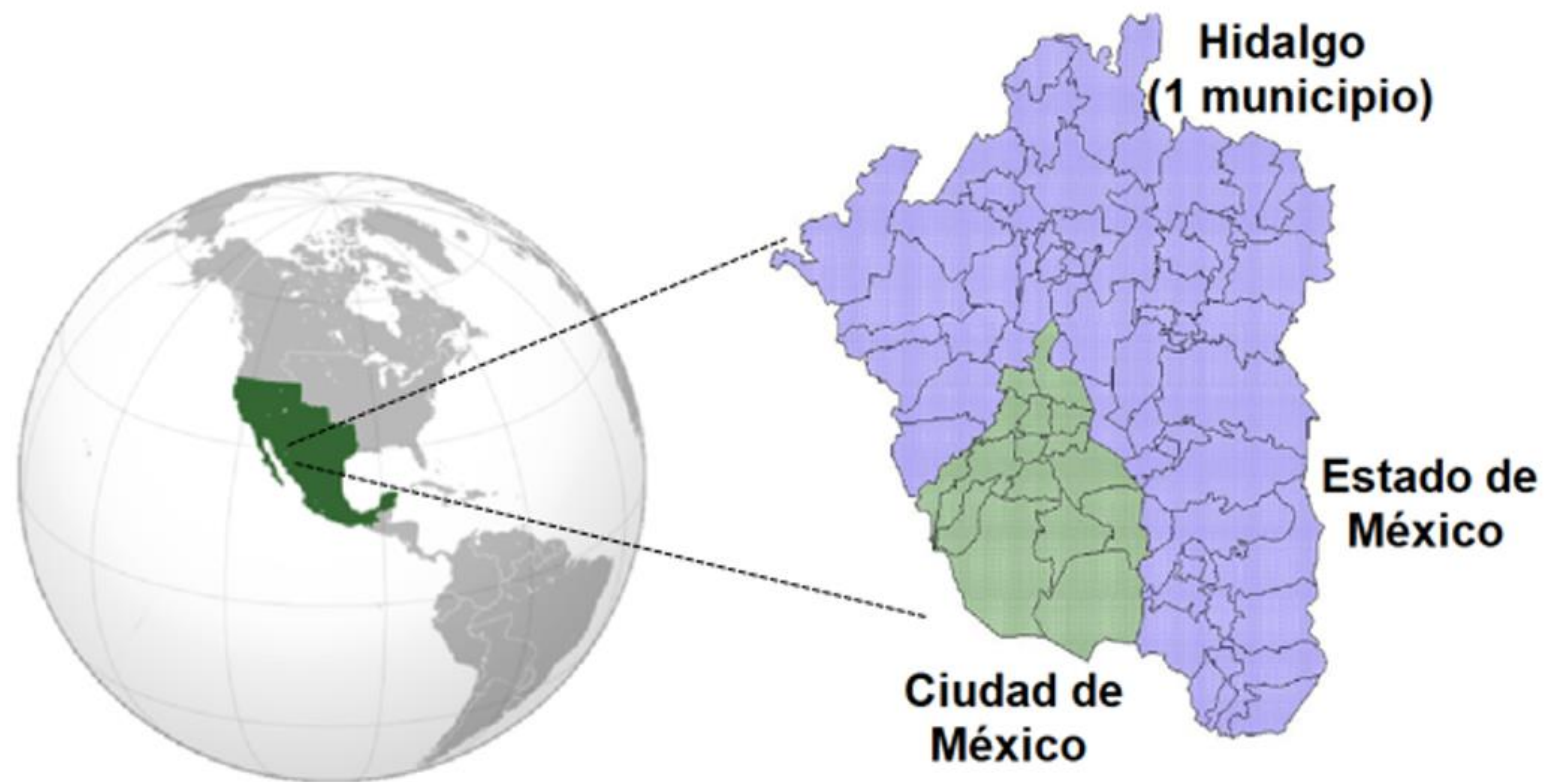 Hidalgo
(1 municipio)
Estado de
México
Ciudad de
México